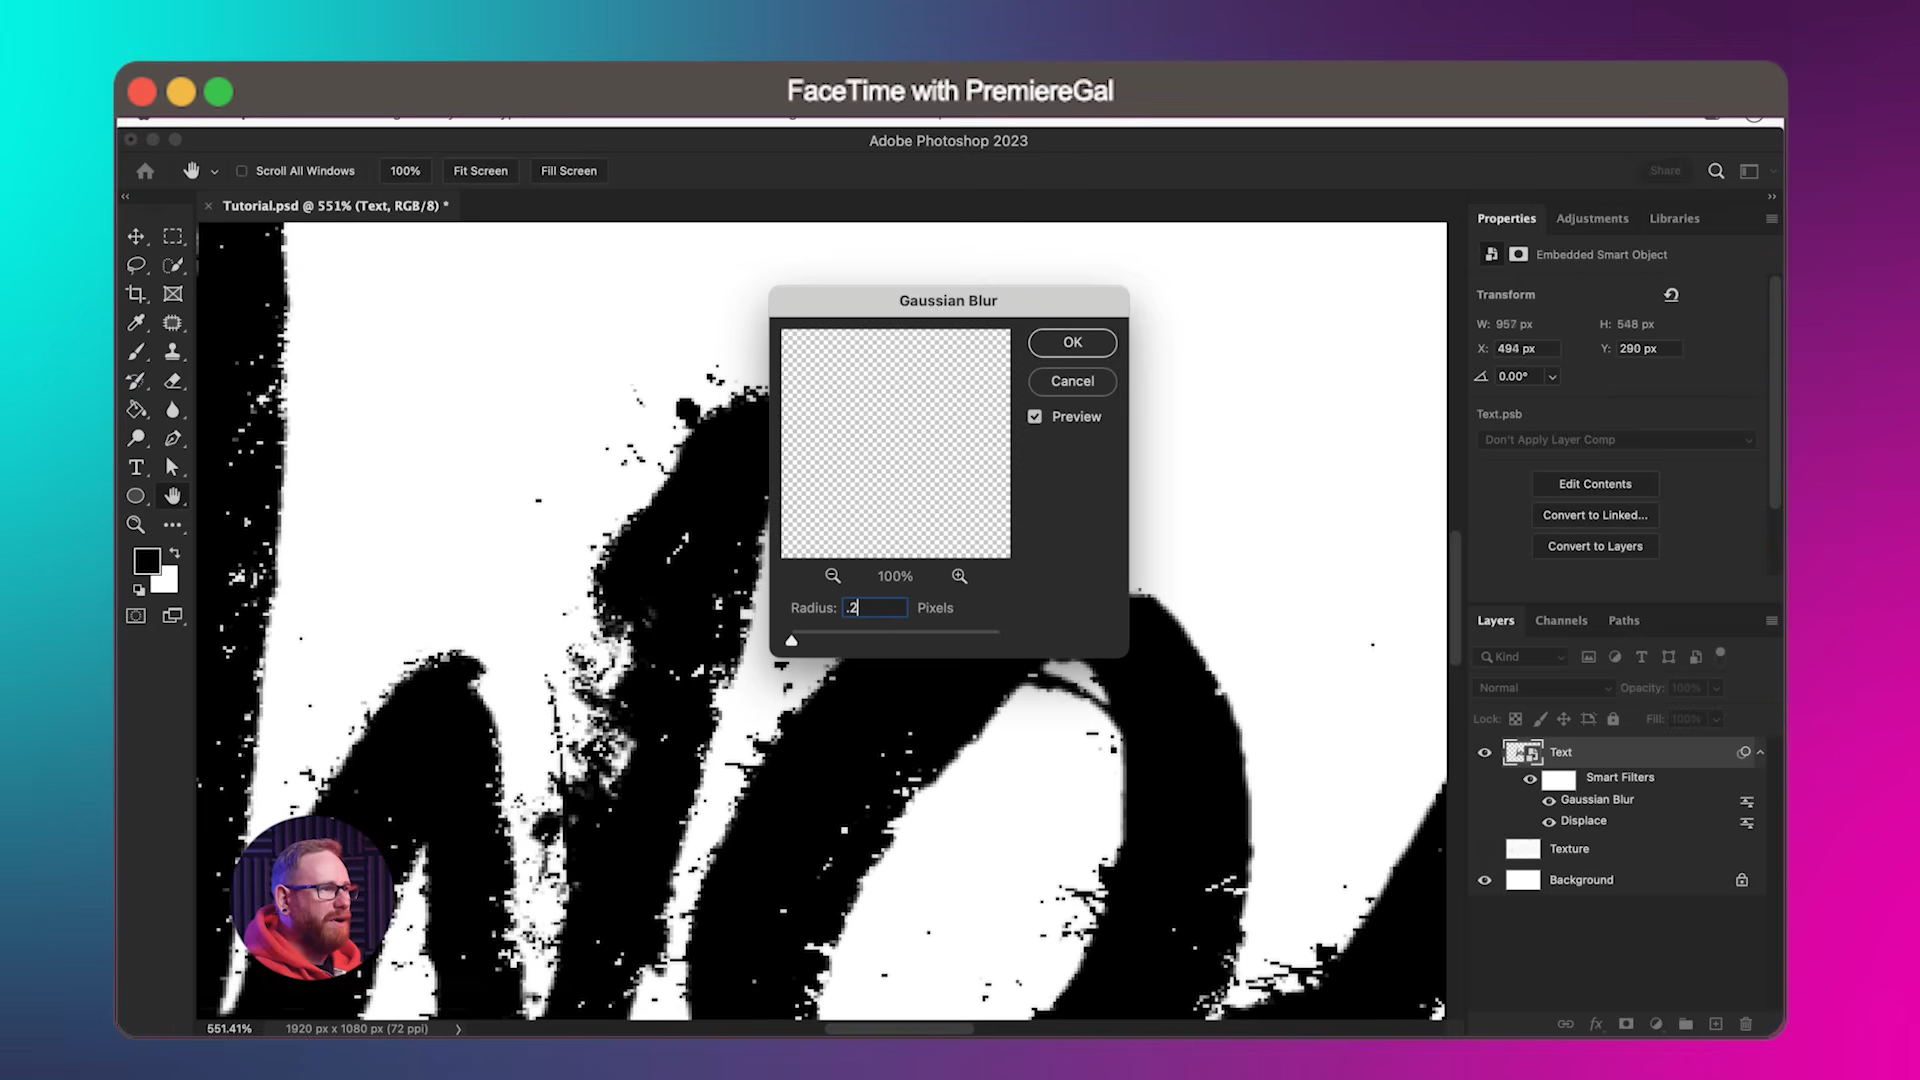 FaceTime with PremiereGal
Adobe Photoshop 2023
Scroll All Windows 100% Fit Screen Fill Screen Share
Tutorial.psd @ 551% (Text, RGB/8) *
Properties Adjustments Libraries
Embedded Smart Object
Transform
W: 957 px H: 548 px
X: 494 px Y: 290 px
0.00°
Text.psb
Don't Apply Layer Comp
Edit Contents
Convert to Linked...
Convert to Layers
Gaussian Blur
OK
Cancel
Preview
100%
Radius: .2 Pixels
Layers Channels Paths
Kind
Normal Opacity: 100%
Lock: Fill: 100%
Text
Smart Filters
Gaussian Blur
Displace
Texture
Background
551.41% 1920 px x 1080 px (72 ppi)